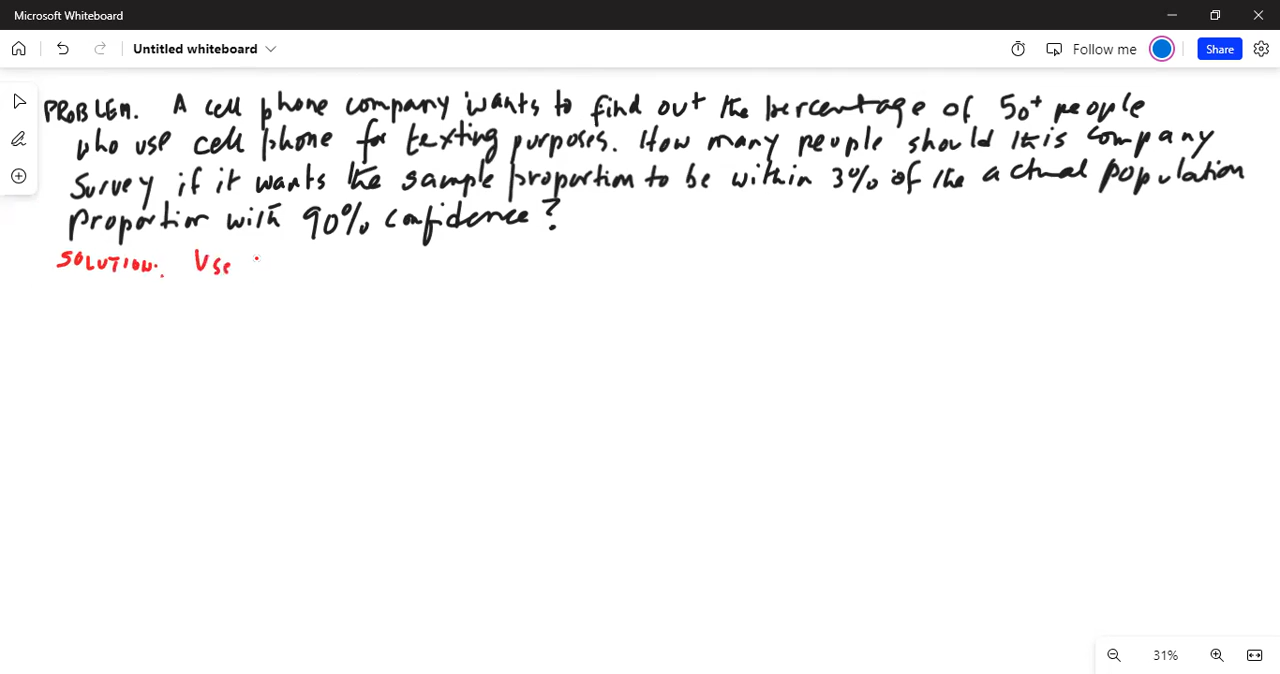 Microsoft Whiteboard
Untitled whiteboard
Follow me
Share
PROBLEM. A cell phone company wants to find out the percentage of 50+ people
who use cell phone for texting purposes. How many people should this company
survey if it wants the sample proportion to be within 3% of the actual population
proportion with 90% confidence?
SOLUTION. Use
31%